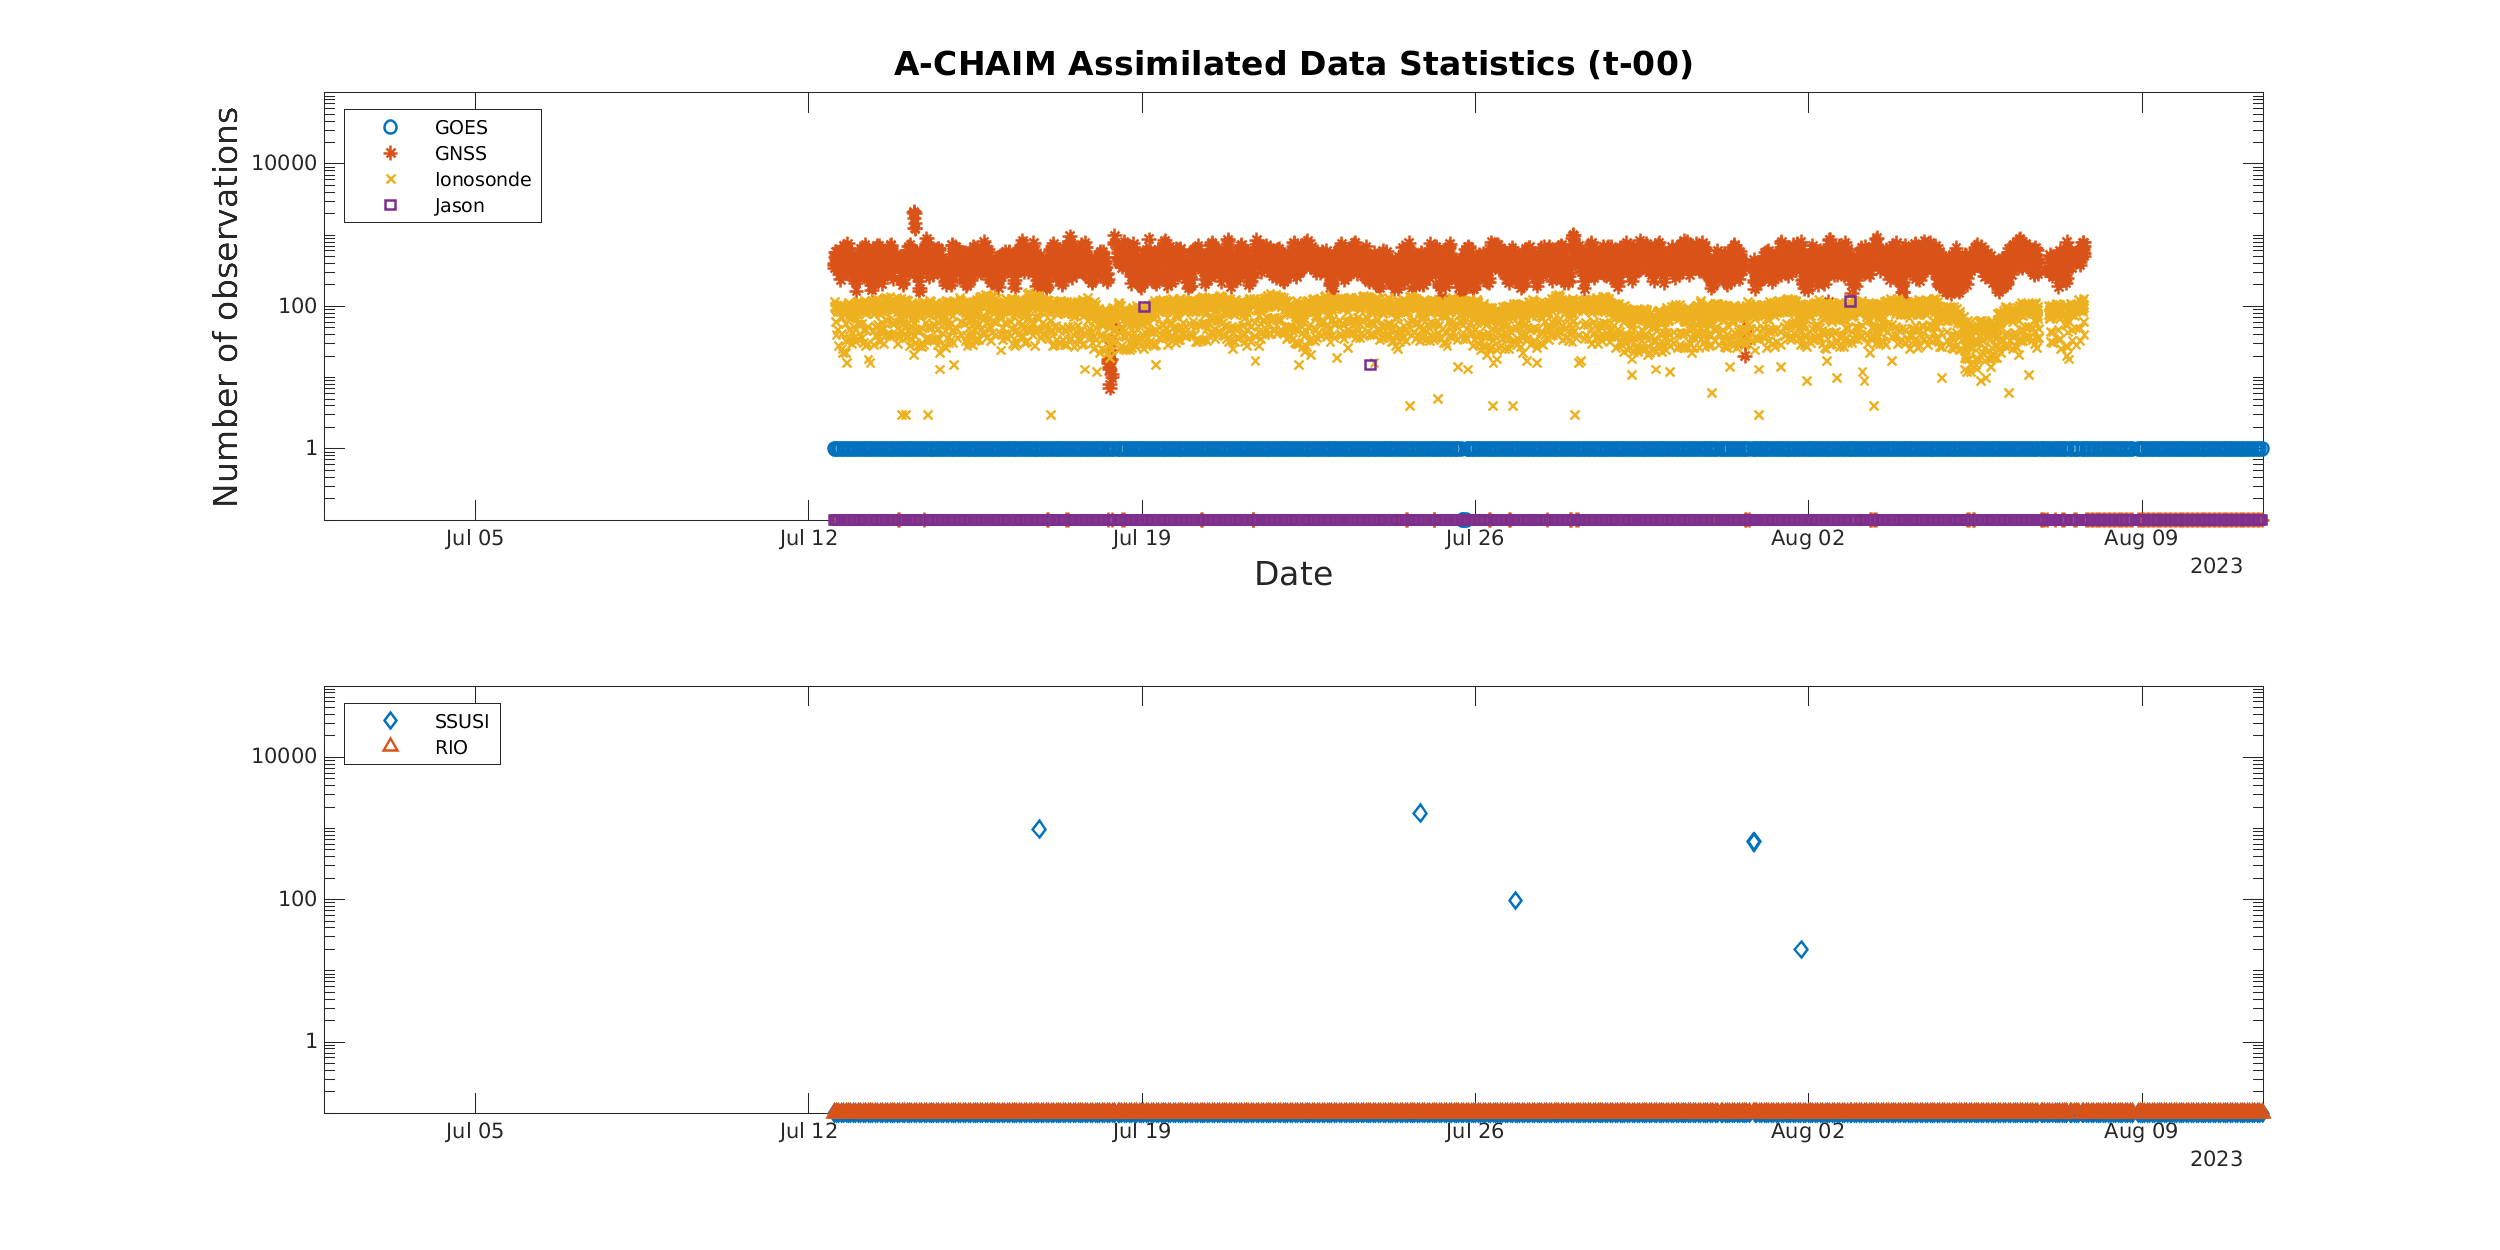 A-CHAIM Assimilated Data Statistics (t-00)
Number of observations
10000
100
1
GOES
GNSS
Ionosonde
Jason
Jul 05
Jul 12
Jul 19
Jul 26
Aug 02
Aug 09
2023
Date
10000
100
1
SSUSI
RIO
Jul 05
Jul 12
Jul 19
Jul 26
Aug 02
Aug 09
2023